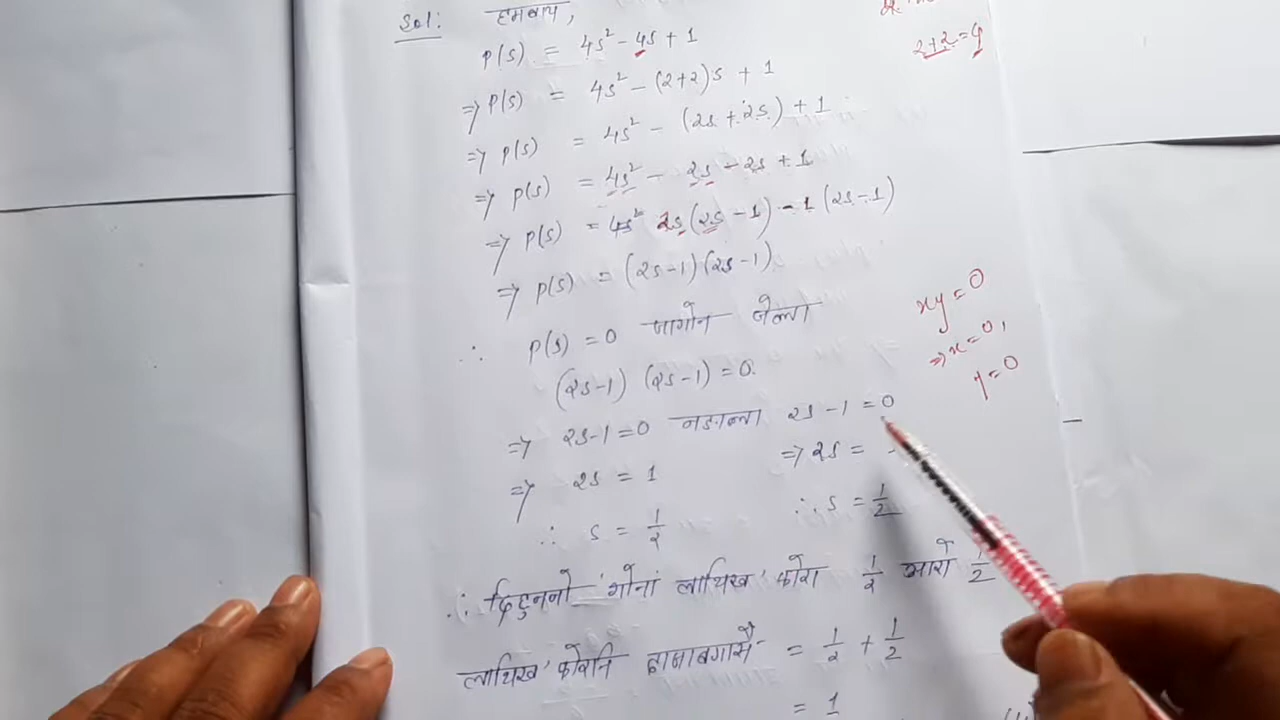 Sol:
P(s) = 4s² - 4s + 1
2+2=4
⇒ P(s) = 4s² - (2+2)s + 1
⇒ P(s) = 4s² - (2s + 2s) + 1
⇒ P(s) = 4s² - 2s - 2s + 1
⇒ P(s) = 4s² 2s(2s - 1) - 1(2s - 1)
⇒ P(s) = (2s-1)(2s-1)
∴ P(s) = 0 जागोन जेल्ला
(2s-1) (2s-1) = 0
xy = 0
⇒ x = 0,
y = 0
⇒ 2s-1=0 नङाब्ला 2s-1=0
⇒ 2s = 1 ⇒ 2s =
∴ s = 1/2 ∴ s = 1/2
∴ दिहुननो गोनां लाथिख' फोरा 1/2 आरो 1/2
लाथिख' फोरनि दाजाबगासै = 1/2 + 1/2